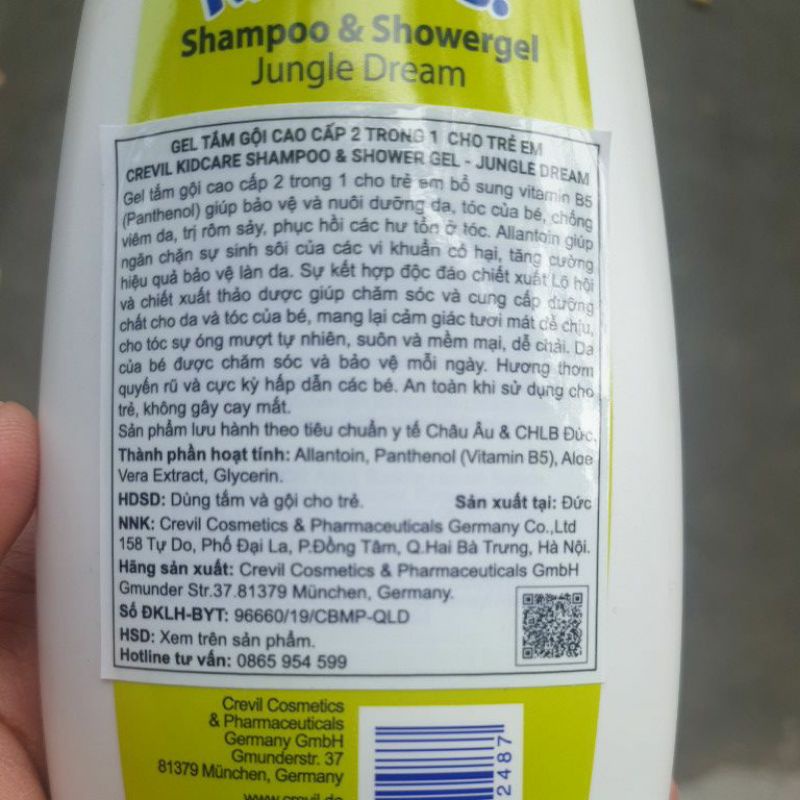 Shampoo & Showergel
Jungle Dream
GEL TẮM GỘI CAO CẤP 2 TRONG 1 CHO TRẺ EM
CREVIL KIDCARE SHAMPOO & SHOWER GEL - JUNGLE DREAM
Gel tắm gội cao cấp 2 trong 1 cho trẻ em bổ sung vitamin B5
(Panthenol) giúp bảo vệ và nuôi dưỡng da, tóc của bé, chống
viêm da, trị rôm sảy, phục hồi các hư tổn ở tóc. Allantoin giúp
ngăn chặn sự sinh sôi của các vi khuẩn có hại, tăng cường
hiệu quả bảo vệ làn da. Sự kết hợp độc đáo chiết xuất Lô hội
và chiết xuất thảo dược giúp chăm sóc và cung cấp dưỡng
chất cho da và tóc của bé, mang lại cảm giác tươi mát dễ chịu,
cho tóc sự óng mượt tự nhiên, suôn và mềm mại, dễ chải. Da
của bé được chăm sóc và bảo vệ mỗi ngày. Hương thơm
quyến rũ và cực kỳ hấp dẫn các bé. An toàn khi sử dụng cho
trẻ, không gây cay mắt.
Sản phẩm lưu hành theo tiêu chuẩn y tế Châu Âu & CHLB Đức.
Thành phần hoạt tính: Allantoin, Panthenol (Vitamin B5), Aloe
Vera Extract, Glycerin.
HDSD: Dùng tắm và gội cho trẻ. Sản xuất tại: Đức
NNK: Crevil Cosmetics & Pharmaceuticals Germany Co.,Ltd
158 Tự Do, Phố Đại La, P.Đồng Tâm, Q.Hai Bà Trưng, Hà Nội.
Hãng sản xuất: Crevil Cosmetics & Pharmaceuticals GmbH
Gmunder Str.37.81379 München, Germany.
Số ĐKLH-BYT: 96660/19/CBMP-QLD
HSD: Xem trên sản phẩm.
Hotline tư vấn: 0865 954 599
Crevil Cosmetics
& Pharmaceuticals
Germany GmbH
Gmunderstr. 37
81379 München, Germany
www.crevil.de
2487